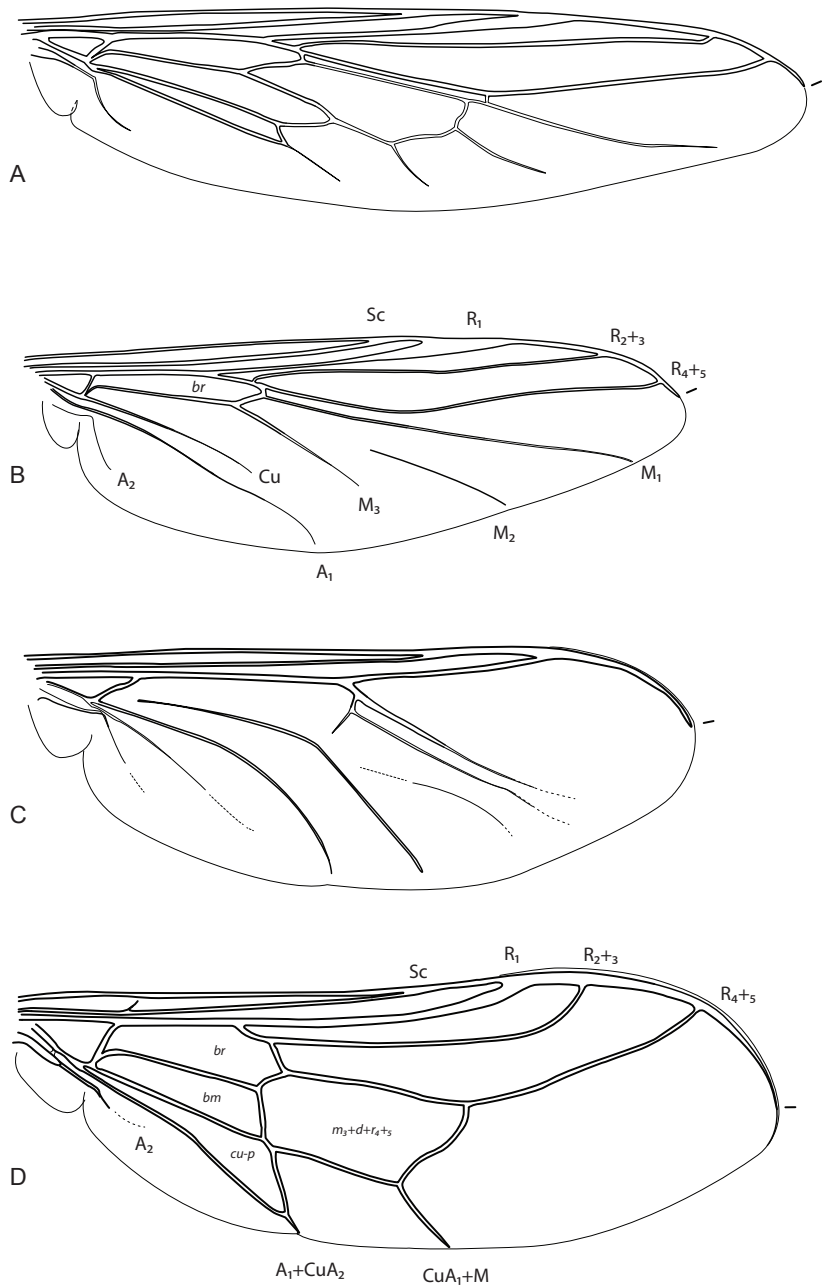 A
Sc
R₁
R₂+₃
R₄+₅
br
B
A₂
Cu
M₃
M₂
M₁
A₁
C
Sc
R₁
R₂+₃
R₄+₅
br
bm
m₃+d+r₄+₅
cu-p
A₂
D
A₁+CuA₂
CuA₁+M